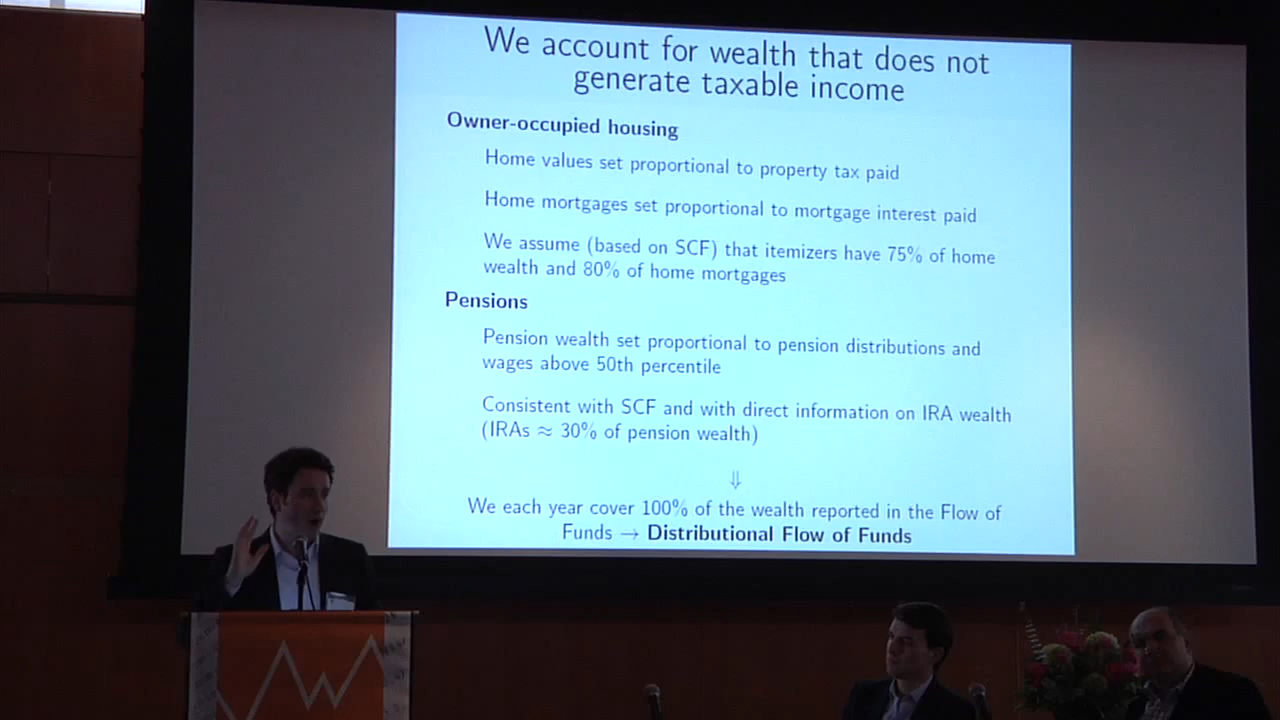 We account for wealth that does not
generate taxable income
Owner-occupied housing
Home values set proportional to property tax paid
Home mortgages set proportional to mortgage interest paid
We assume (based on SCF) that itemizers have 75% of home
wealth and 80% of home mortgages
Pensions
Pension wealth set proportional to pension distributions and
wages above 50th percentile
Consistent with SCF and with direct information on IRA wealth
(IRAs ≈ 30% of pension wealth)
⇓
We each year cover 100% of the wealth reported in the Flow of
Funds → Distributional Flow of Funds